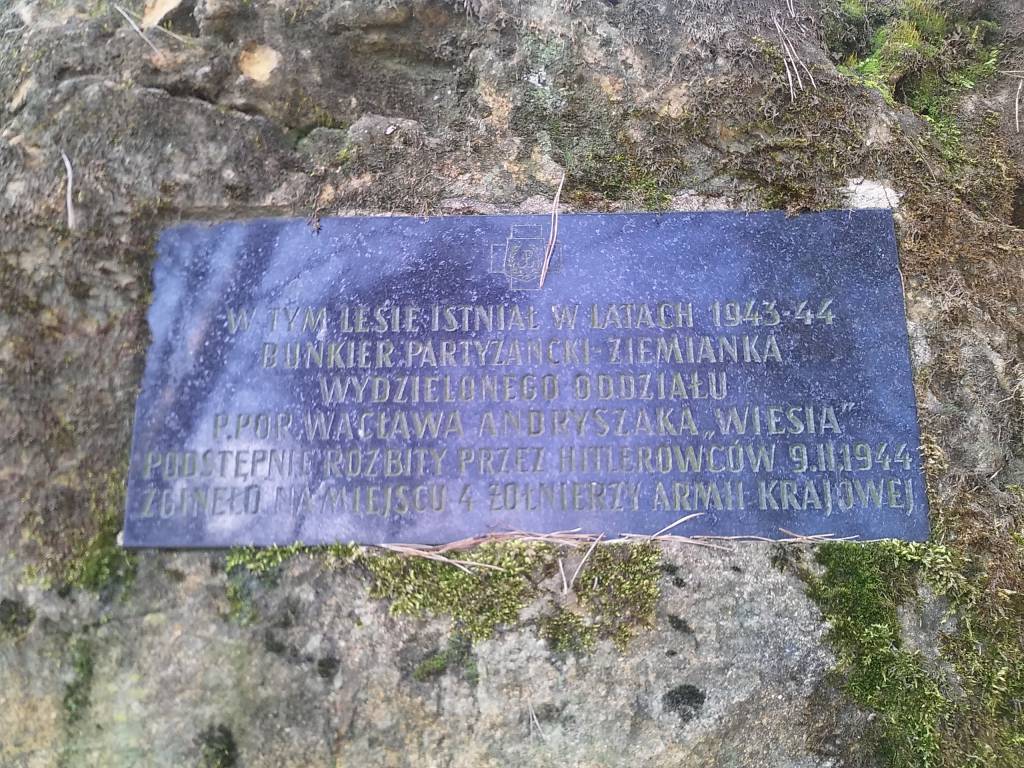 W TYM LESIE ISTNIAŁ W LATACH 1943-44
BUNKIER PARTYZANCKI-ZIEMIANKA
WYDZIELONEGO ODDZIAŁU
P.POR. WACŁAWA ANDRYSZAKA „WIESIA”
PODSTĘPNIE ROZBITY PRZEZ HITLEROWCÓW 9.II.1944
ZGINĘŁO NA MIEJSCU 4 ŻOŁNIERZY ARMII KRAJOWEJ